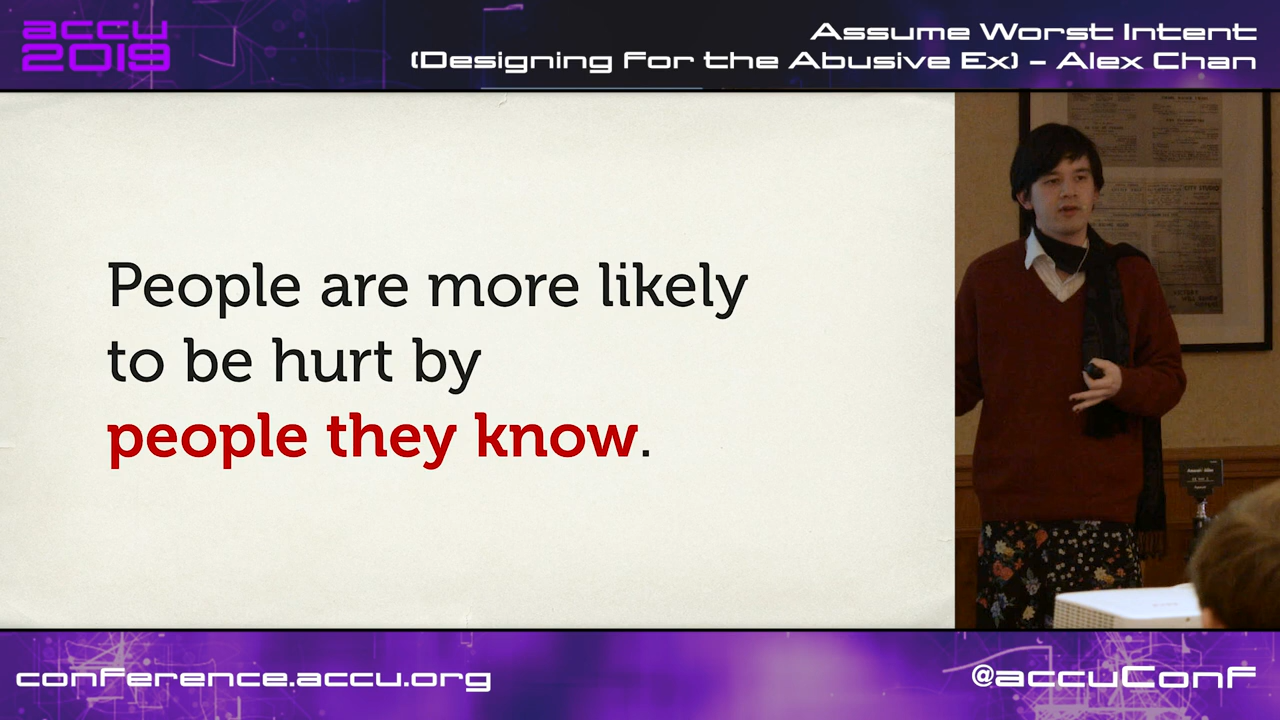 accu
2019
Assume Worst Intent
(Designing For the Abusive Ex) – Alex Chan
People are more likely
to be hurt by
people they know.
conference.accu.org
@accuConf